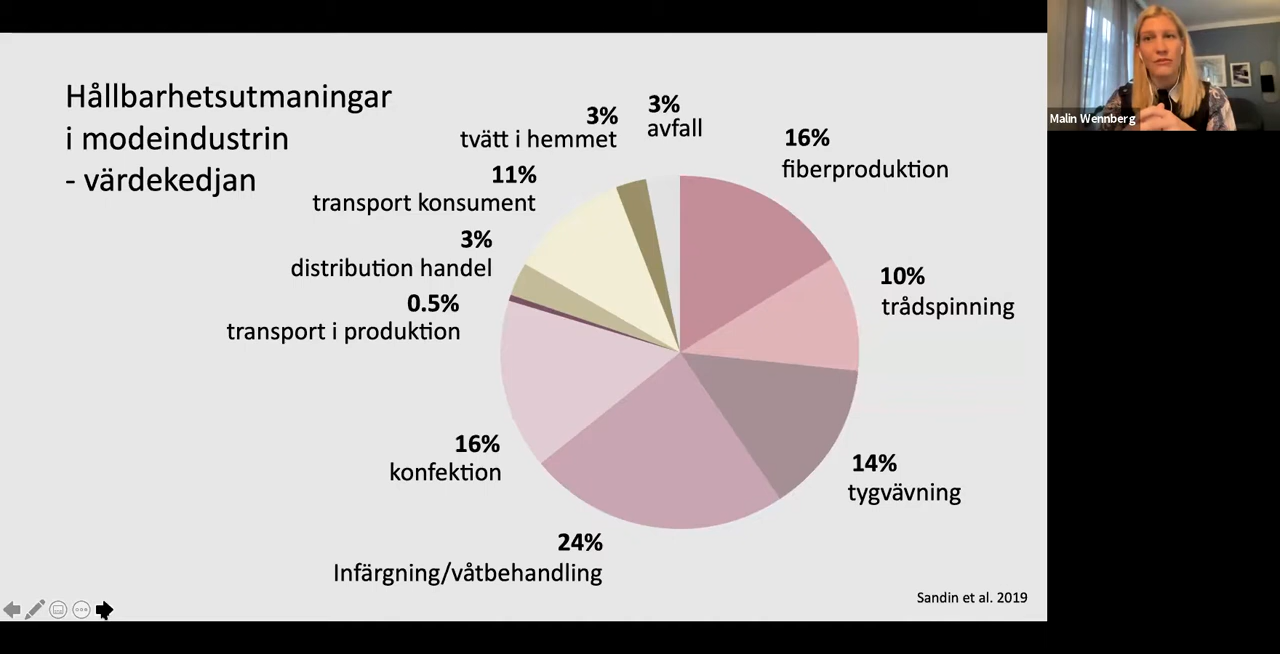 Hållbarhetsutmaningar
i modeindustrin
- värdekedjan
3%
tvätt i hemmet
3%
avfall
16%
fiberproduktion
11%
transport konsument
10%
trådspinning
3%
distribution handel
0.5%
transport i produktion
16%
konfektion
14%
tygvävning
24%
Infärgning/våtbehandling
Sandin et al. 2019
Malin Wennberg